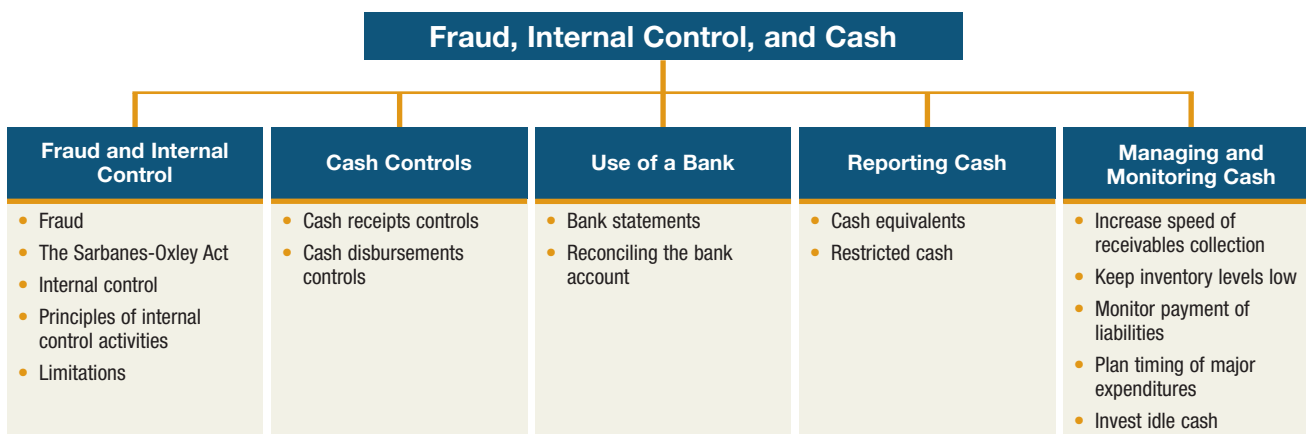 Fraud, Internal Control, and Cash
Fraud and Internal
Control
• Fraud
• The Sarbanes-Oxley Act
• Internal control
• Principles of internal
control activities
• Limitations
Cash Controls
• Cash receipts controls
• Cash disbursements
controls
Use of a Bank
• Bank statements
• Reconciling the bank
account
Reporting Cash
• Cash equivalents
• Restricted cash
Managing and
Monitoring Cash
• Increase speed of
receivables collection
• Keep inventory levels low
• Monitor payment of
liabilities
• Plan timing of major
expenditures
• Invest idle cash